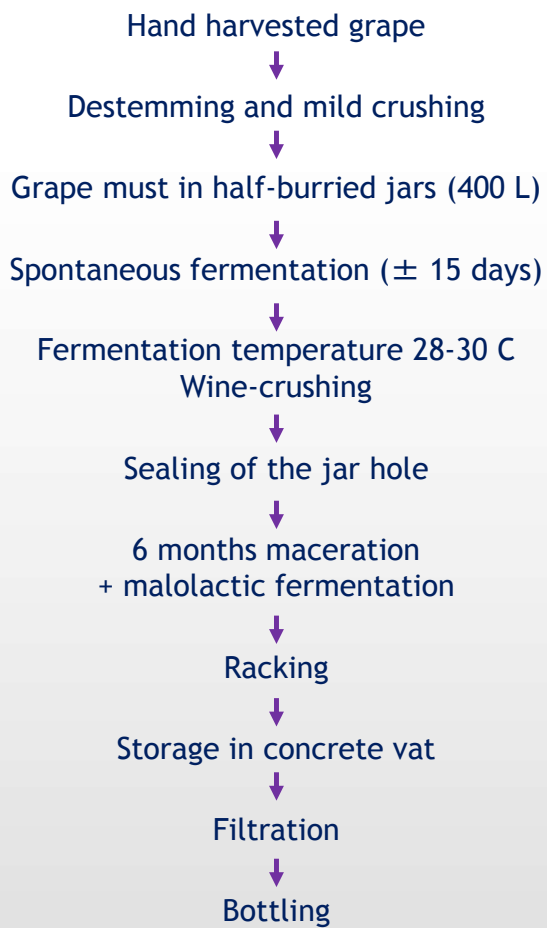 Hand harvested grape
Destemming and mild crushing
Grape must in half-burried jars (400 L)
Spontaneous fermentation (± 15 days)
Fermentation temperature 28-30 C
Wine-crushing
Sealing of the jar hole
6 months maceration
+ malolactic fermentation
Racking
Storage in concrete vat
Filtration
Bottling